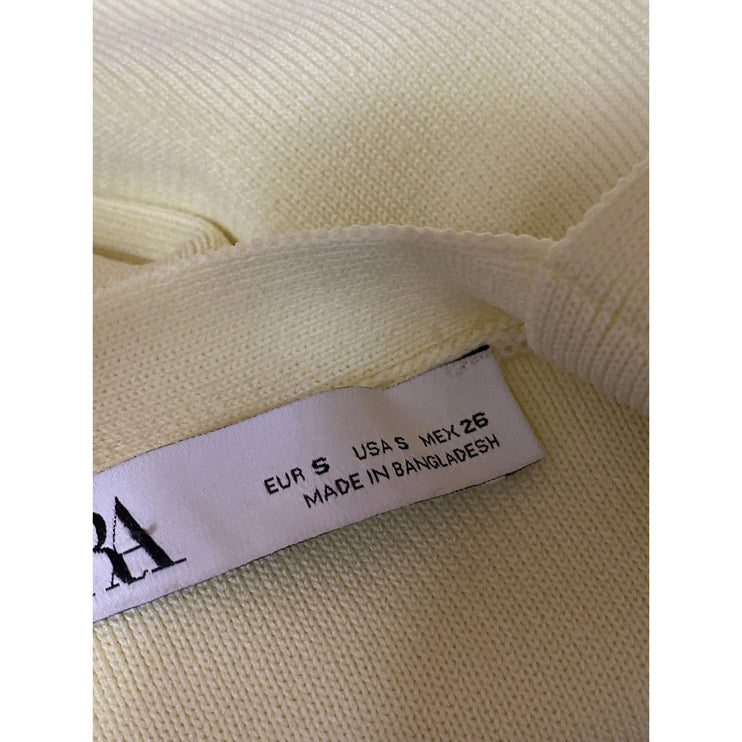 RA
EUR S USA S MEX 26
MADE IN BANGLADESH